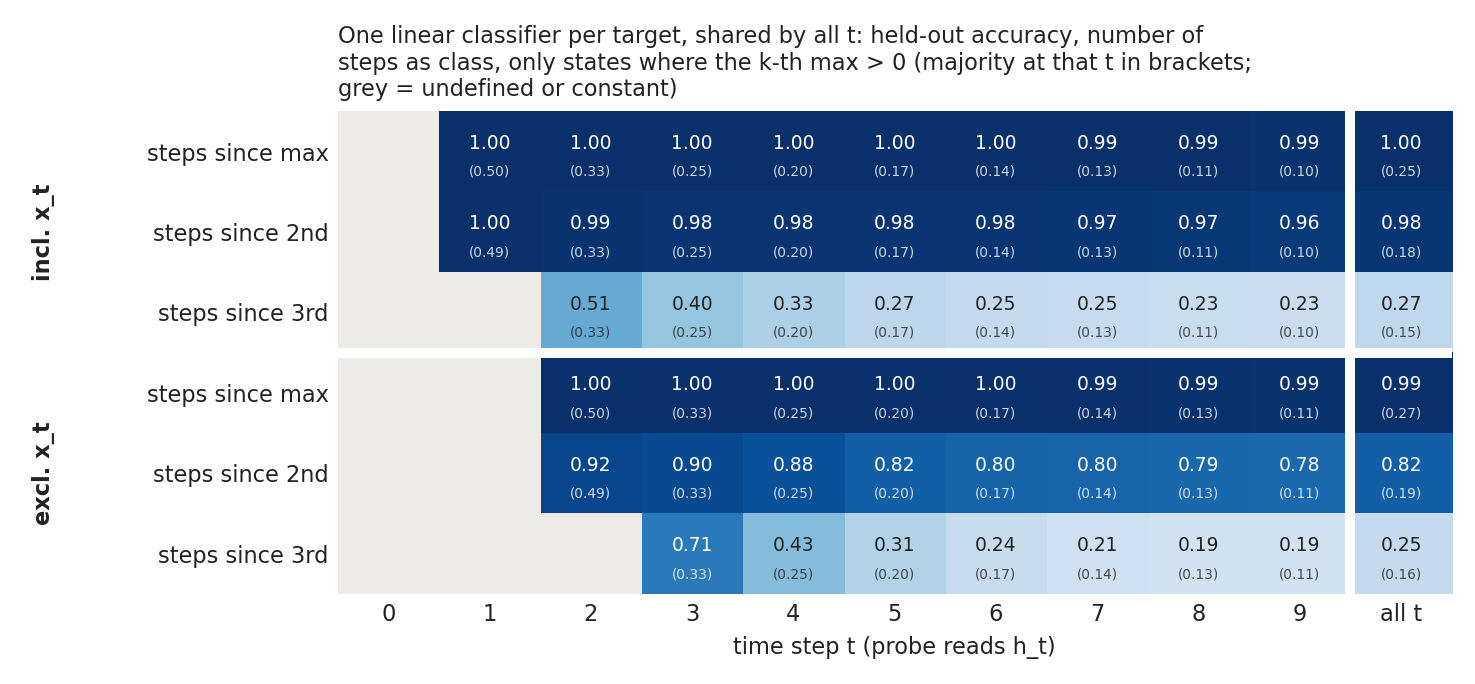 One linear classifier per target, shared by all t: held-out accuracy, number of
steps as class, only states where the k-th max > 0 (majority at that t in brackets;
grey = undefined or constant)
incl. x_t
steps since max
1.00 1.00 1.00 1.00 1.00 1.00 0.99 0.99 0.99 1.00
(0.50) (0.33) (0.25) (0.20) (0.17) (0.14) (0.13) (0.11) (0.10) (0.25)
steps since 2nd
1.00 0.99 0.98 0.98 0.98 0.98 0.97 0.97 0.96 0.98
(0.49) (0.33) (0.25) (0.20) (0.17) (0.14) (0.13) (0.11) (0.10) (0.18)
steps since 3rd
0.51 0.40 0.33 0.27 0.25 0.25 0.23 0.23 0.27
(0.33) (0.25) (0.20) (0.17) (0.14) (0.13) (0.11) (0.10) (0.15)
excl. x_t
steps since max
1.00 1.00 1.00 1.00 1.00 0.99 0.99 0.99 0.99
(0.50) (0.33) (0.25) (0.20) (0.17) (0.14) (0.13) (0.11) (0.27)
steps since 2nd
0.92 0.90 0.88 0.82 0.80 0.80 0.79 0.78 0.82
(0.49) (0.33) (0.25) (0.20) (0.17) (0.14) (0.13) (0.11) (0.19)
steps since 3rd
0.71 0.43 0.31 0.24 0.21 0.19 0.19 0.25
(0.33) (0.25) (0.20) (0.17) (0.14) (0.13) (0.11) (0.16)
0 1 2 3 4 5 6 7 8 9 all t
time step t (probe reads h_t)